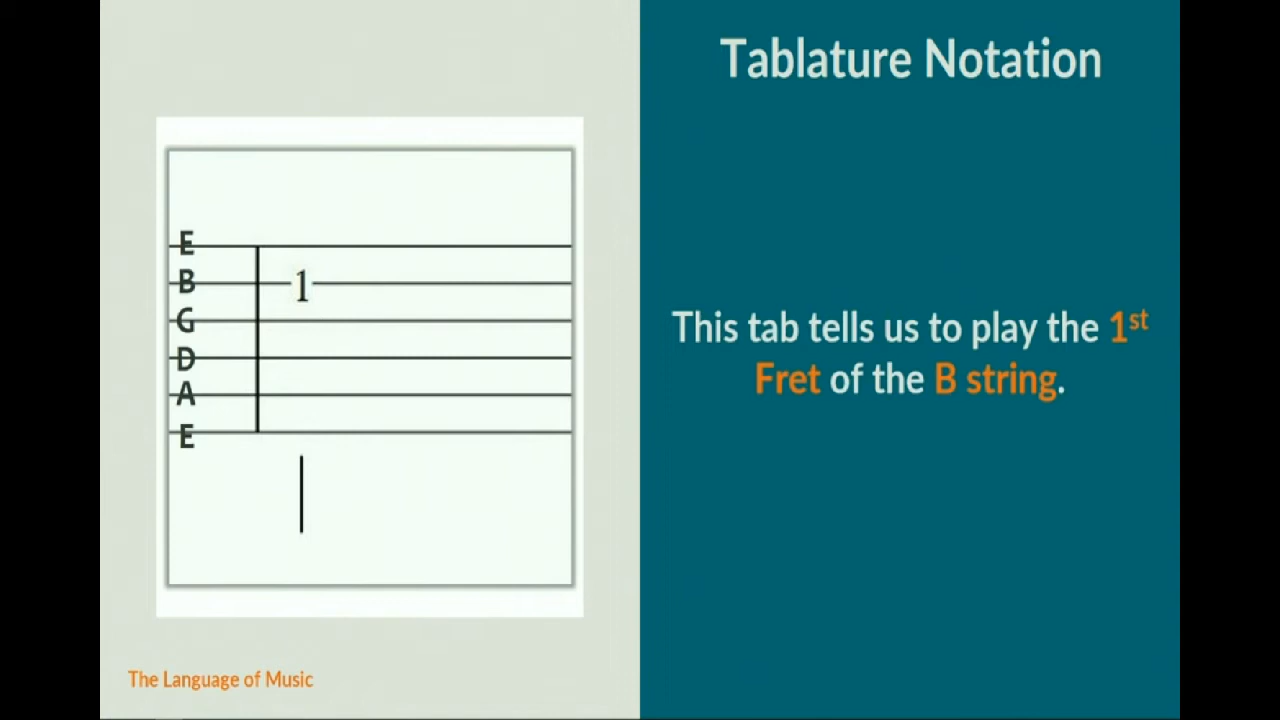 Tablature Notation
E
B
1
G
D
A
E
This tab tells us to play the 1st
Fret of the B string.
The Language of Music